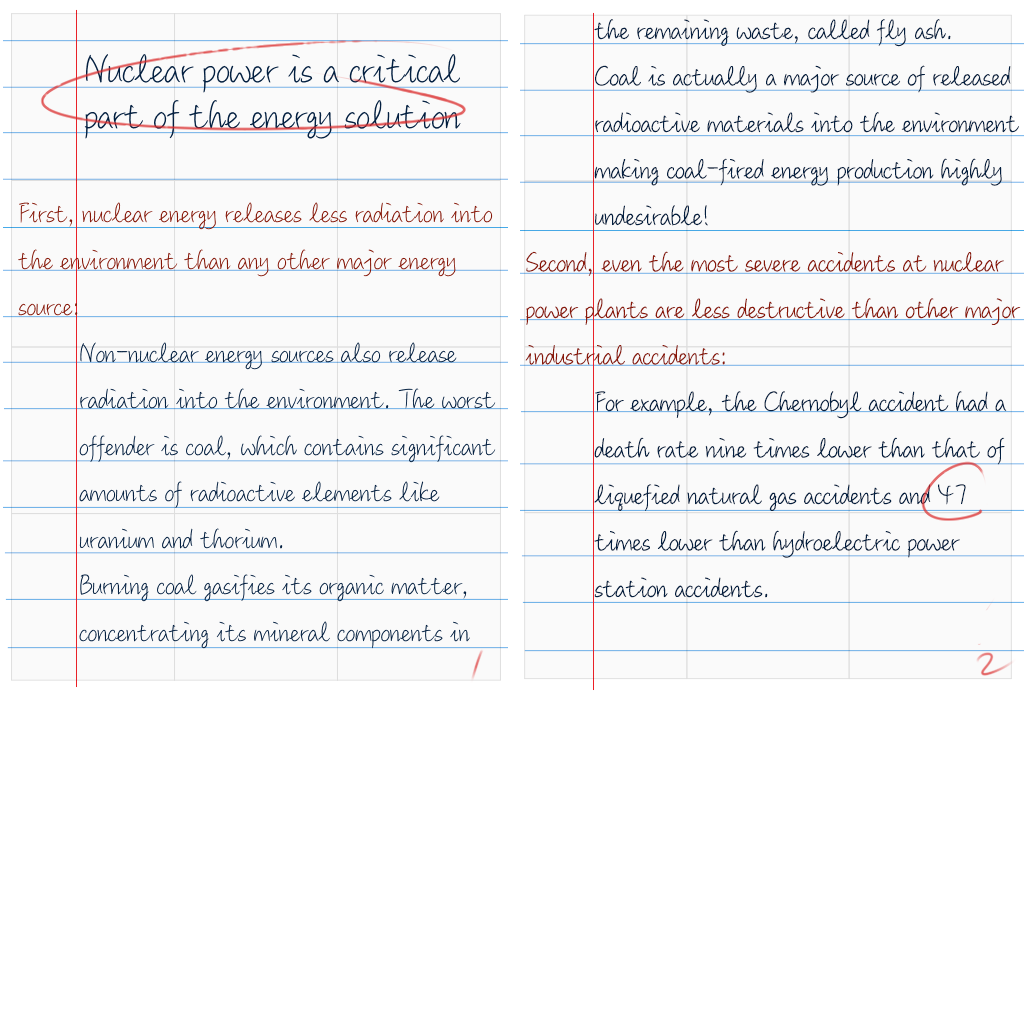 Nuclear power is a critical
part of the energy solution
First, nuclear energy releases less radiation into
the environment than any other major energy
source:
Non-nuclear energy sources also release
radiation into the environment. The worst
offender is coal, which contains significant
amounts of radioactive elements like
uranium and thorium.
Burning coal gasifies its organic matter,
concentrating its mineral components in
1
the remaining waste, called fly ash.
Coal is actually a major source of released
radioactive materials into the environment
making coal-fired energy production highly
undesirable!
Second, even the most severe accidents at nuclear
power plants are less destructive than other major
industrial accidents:
For example, the Chernobyl accident had a
death rate nine times lower than that of
liquefied natural gas accidents and 47
times lower than hydroelectric power
station accidents.
2